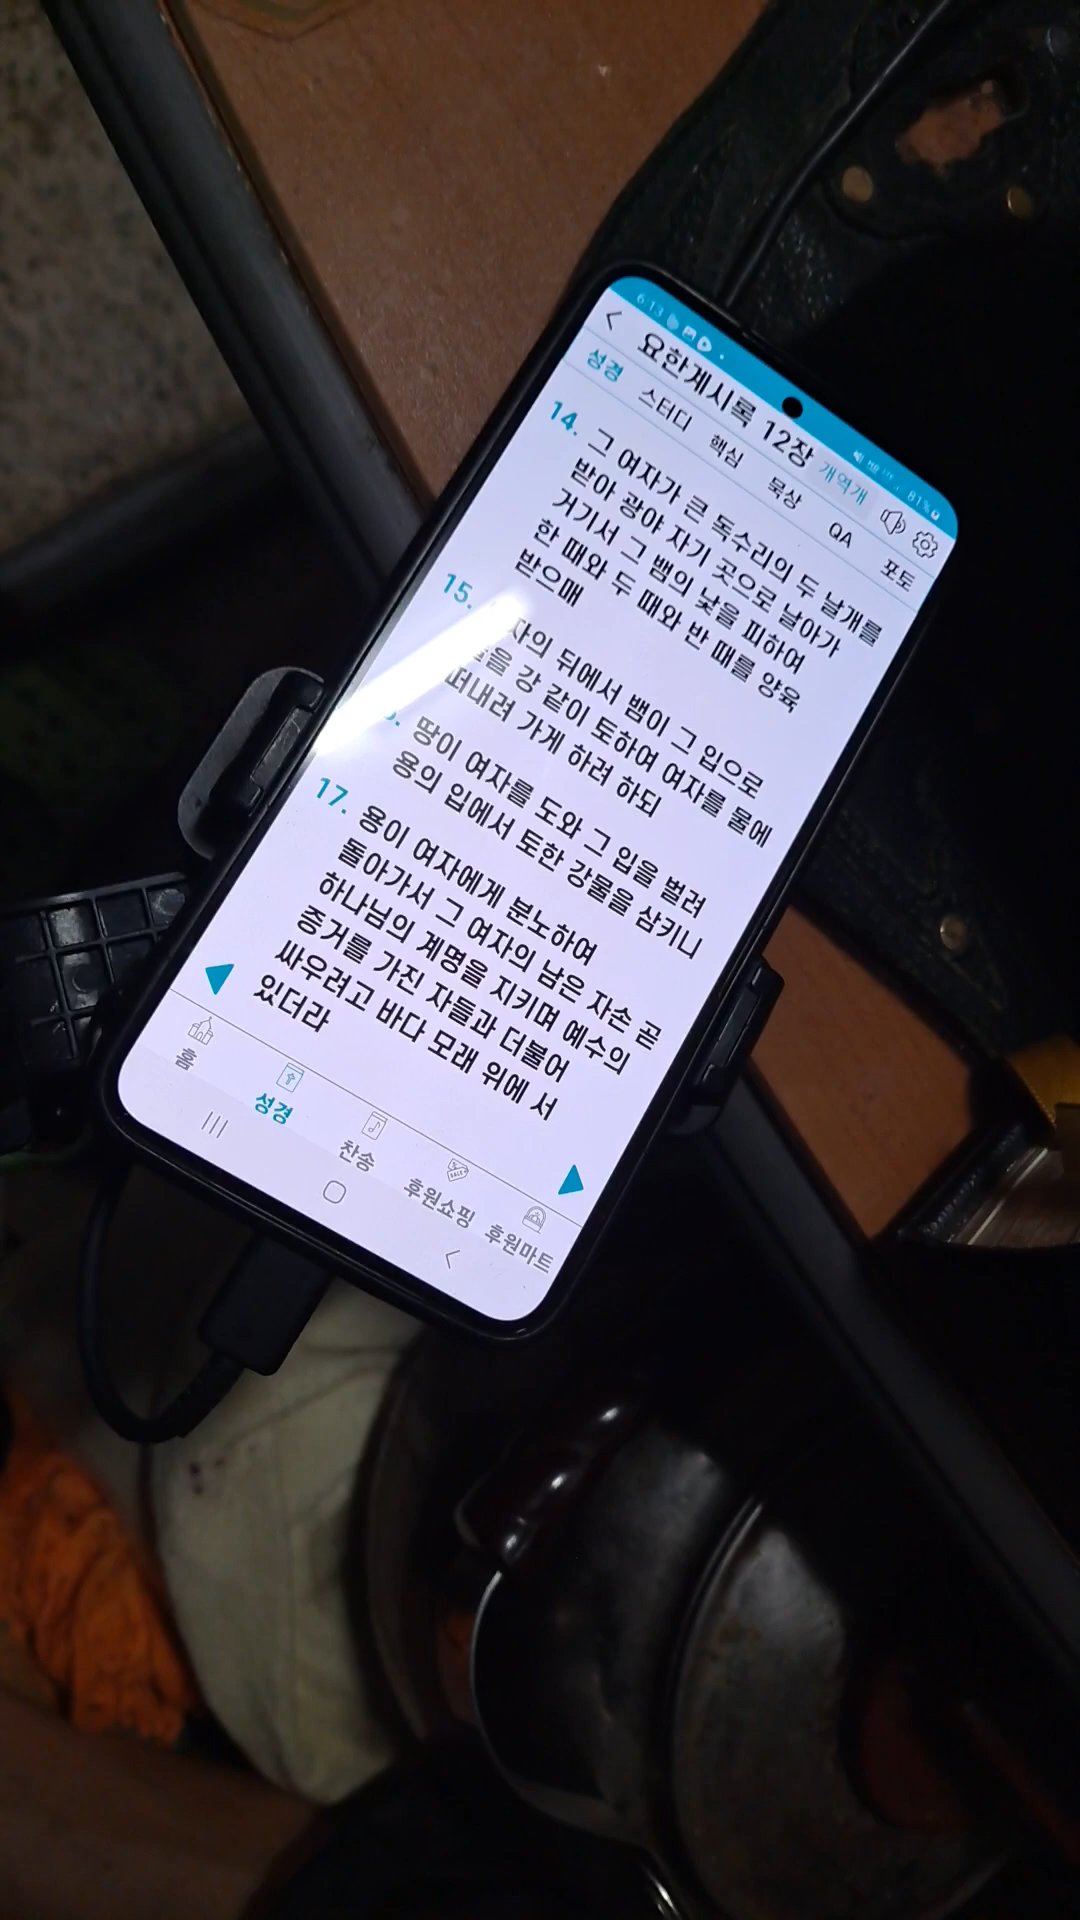 6:13
81%
요한계시록 12장 개역개
성경 스터디 핵심 묵상 QA 포토
14. 그 여자가 큰 독수리의 두 날개를
받아 광야 자기 곳으로 날아가
거기서 그 뱀의 낯을 피하여
한 때와 두 때와 반 때를 양육
받으매
15. 자의 뒤에서 뱀이 그 입으로
물을 강 같이 토하여 여자를 물에
떠내려 가게 하려 하되
땅이 여자를 도와 그 입을 벌려
용의 입에서 토한 강물을 삼키니
17. 용이 여자에게 분노하여
돌아가서 그 여자의 남은 자손 곧
하나님의 계명을 지키며 예수의
증거를 가진 자들과 더불어
싸우려고 바다 모래 위에 서
있더라
홈 성경 찬송 후원쇼핑 후원마트